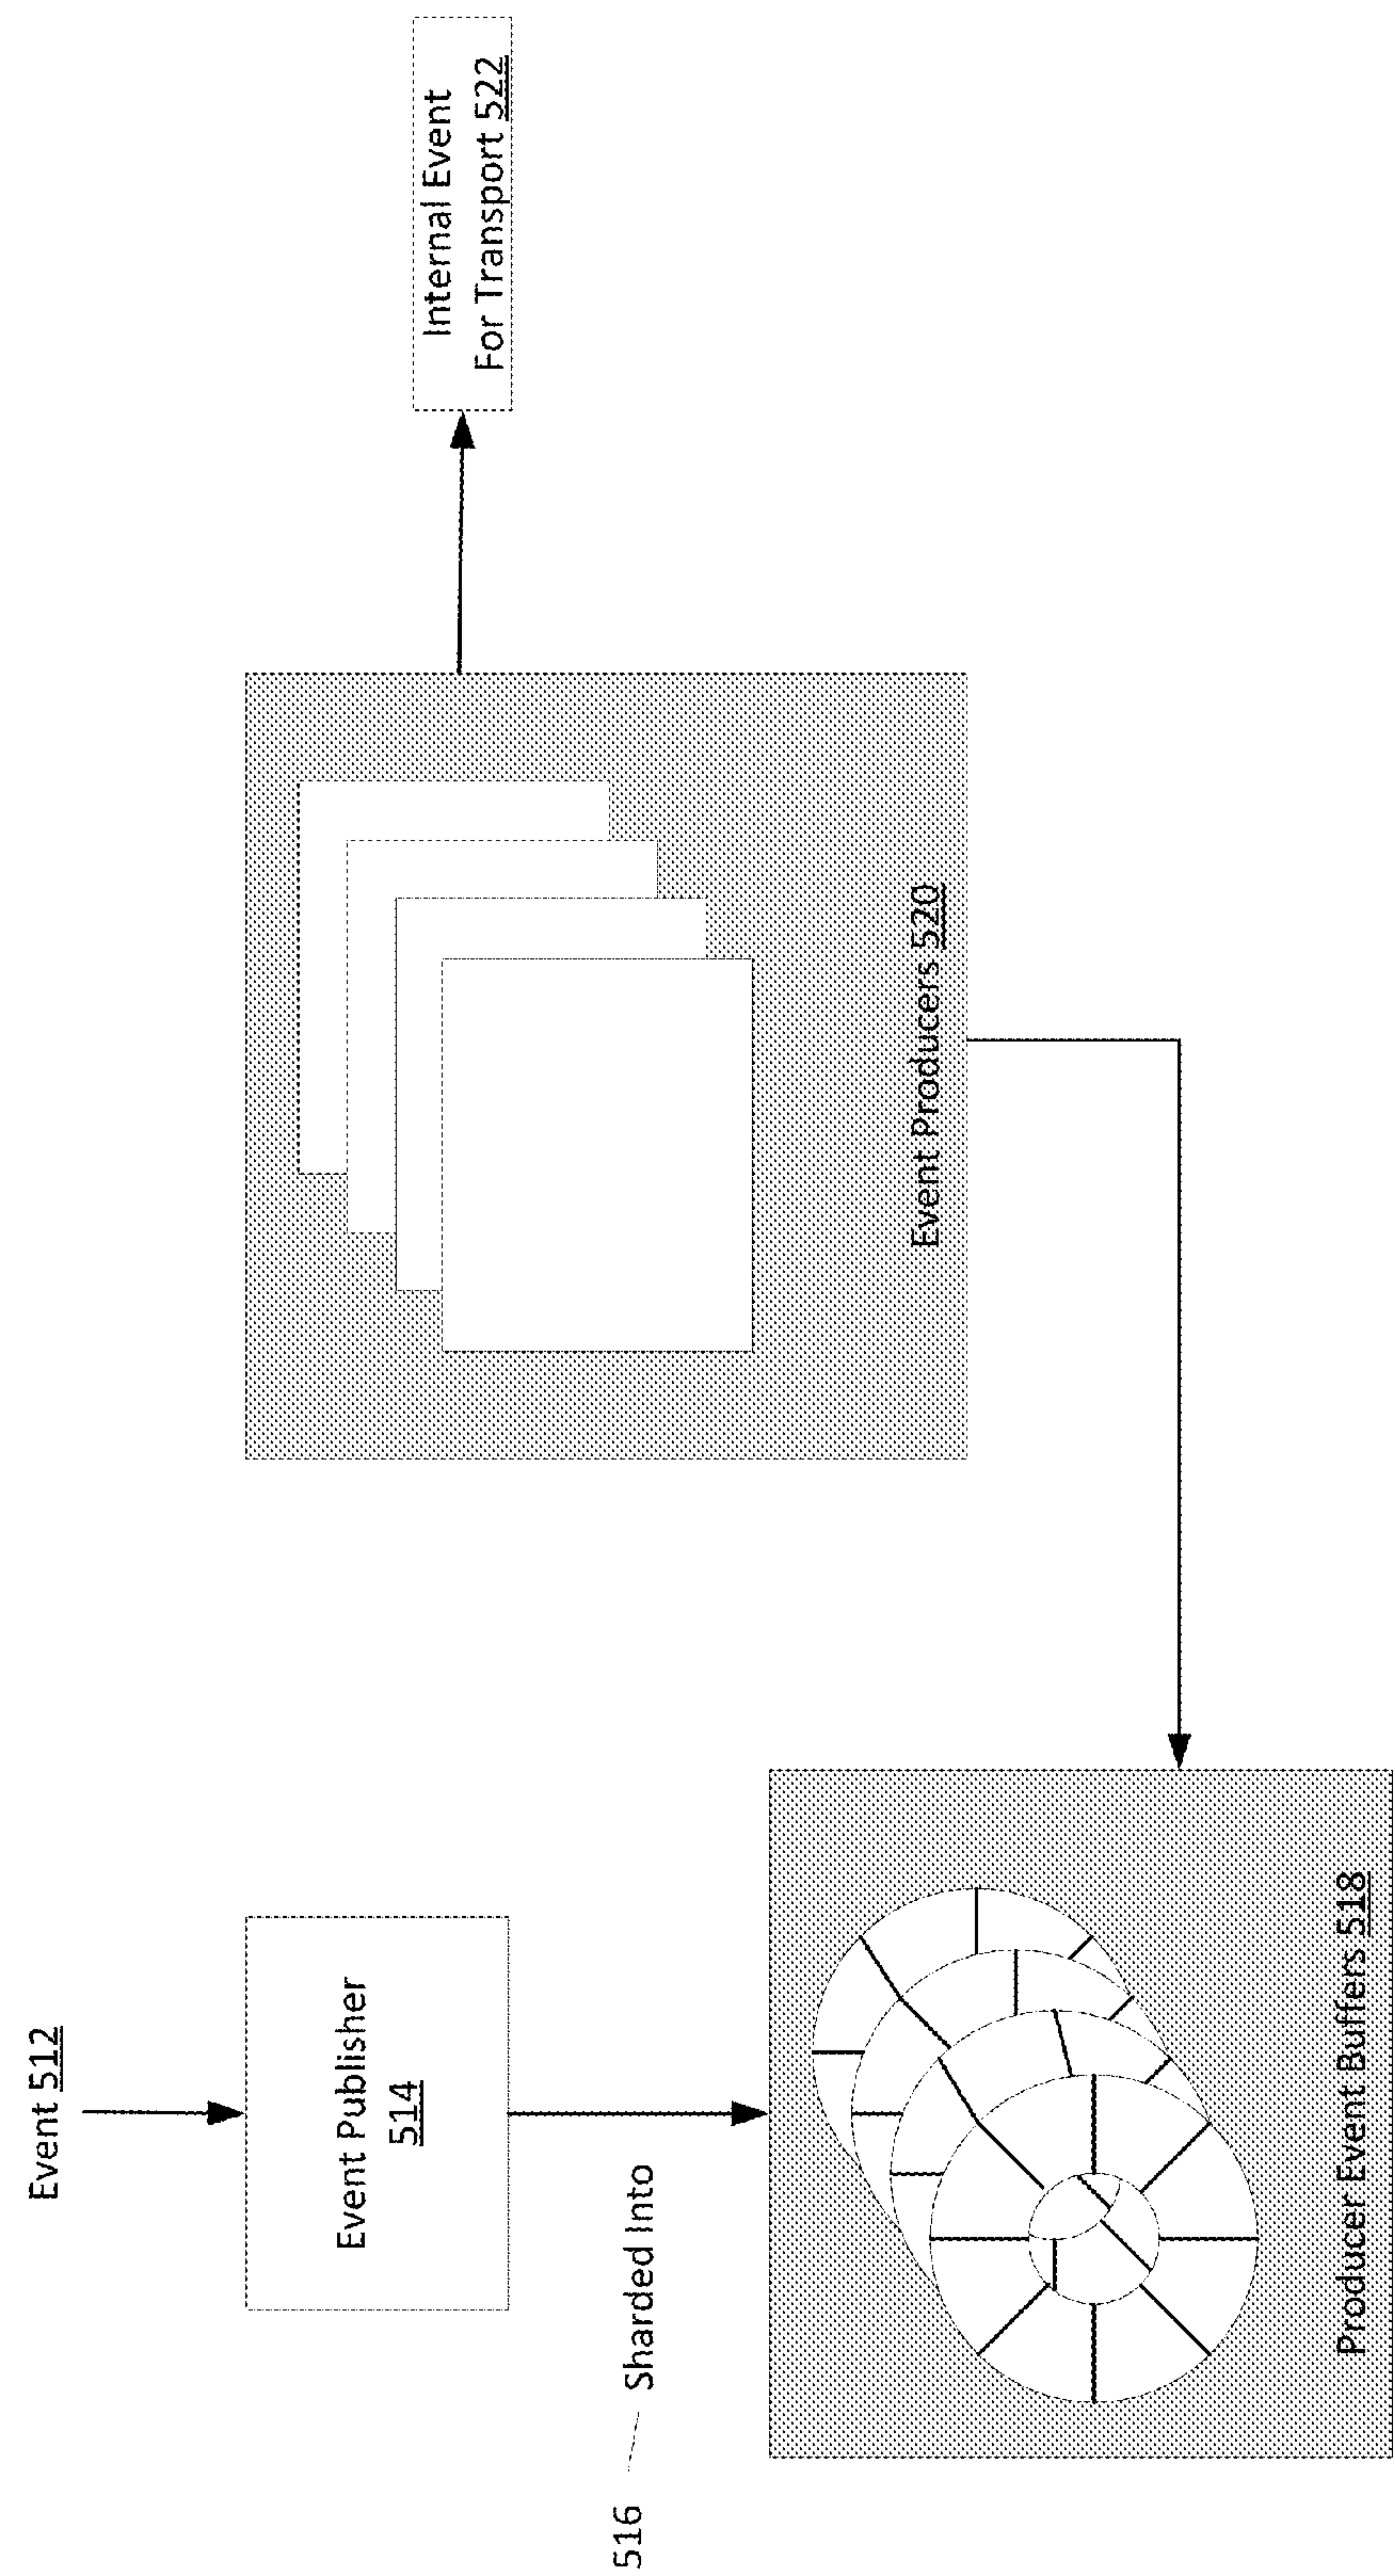 Event 512
Event Publisher
514
516
Sharded Into
Producer Event Buffers 518
Event Producers 520
Internal Event
For Transport 522